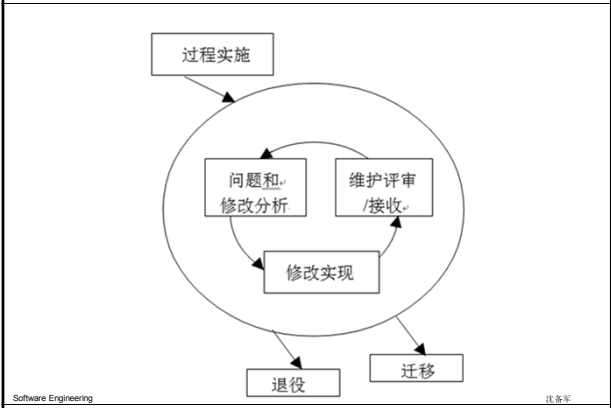 过程实施
问题和
修改分析
维护评审
/接收
修改实现
退役
迁移
Software Engineering
沈备军